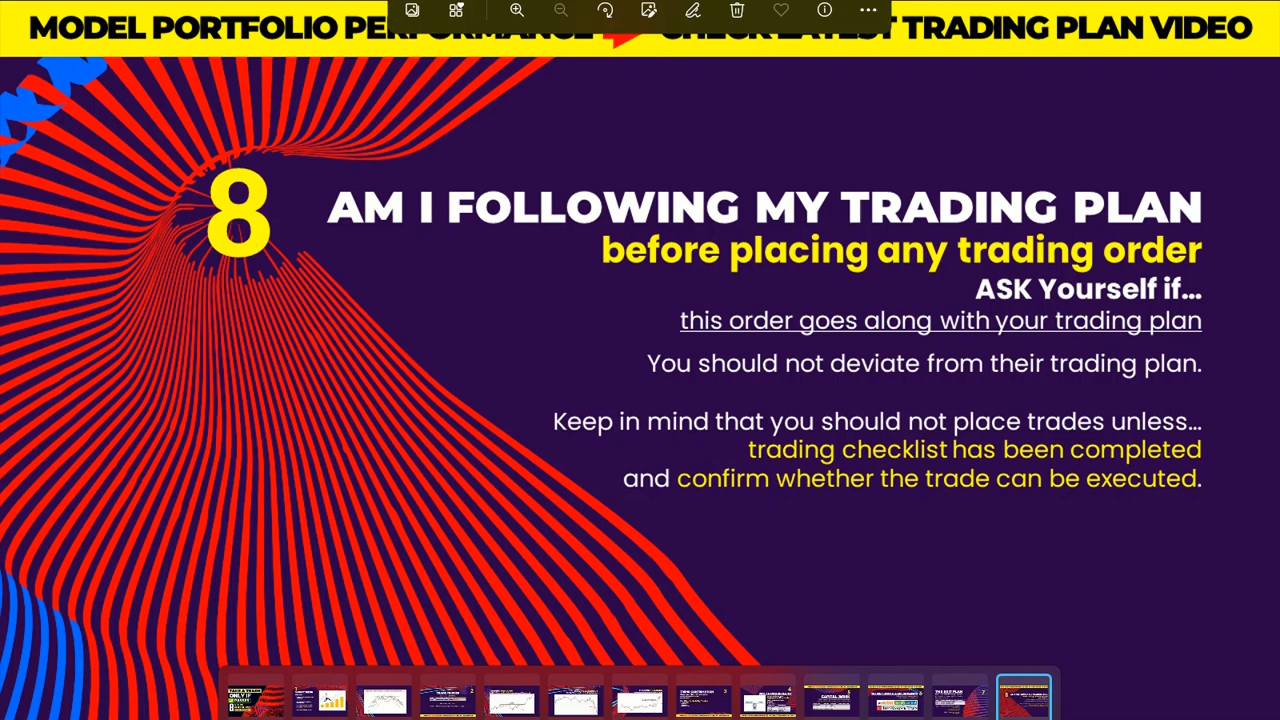 MODEL PORTFOLIO CHECK LATEST TRADING PLAN VIDEO
8
AM I FOLLOWING MY TRADING PLAN
before placing any trading order
ASK Yourself if...
this order goes along with your trading plan
You should not deviate from their trading plan.
Keep in mind that you should not place trades unless...
trading checklist has been completed
and confirm whether the trade can be executed.